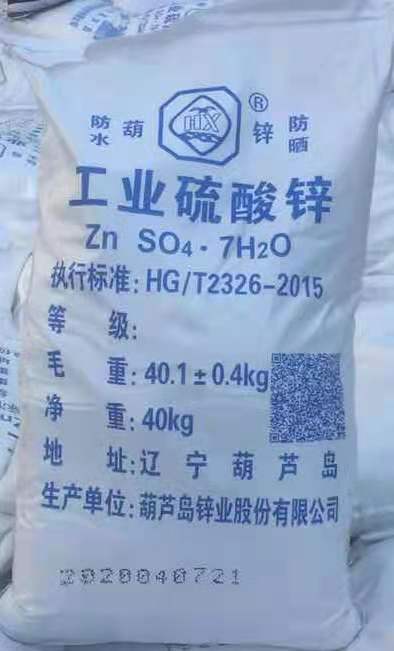 防水 葫 HX ® 锌 防晒
工业硫酸锌
Zn SO4 · 7H2O
执行标准: HG/T2326-2015
等 级:
毛 重: 40.1±0.4kg
净 重: 40kg
地 址: 辽宁葫芦岛
生产单位: 葫芦岛锌业股份有限公司
2020040721